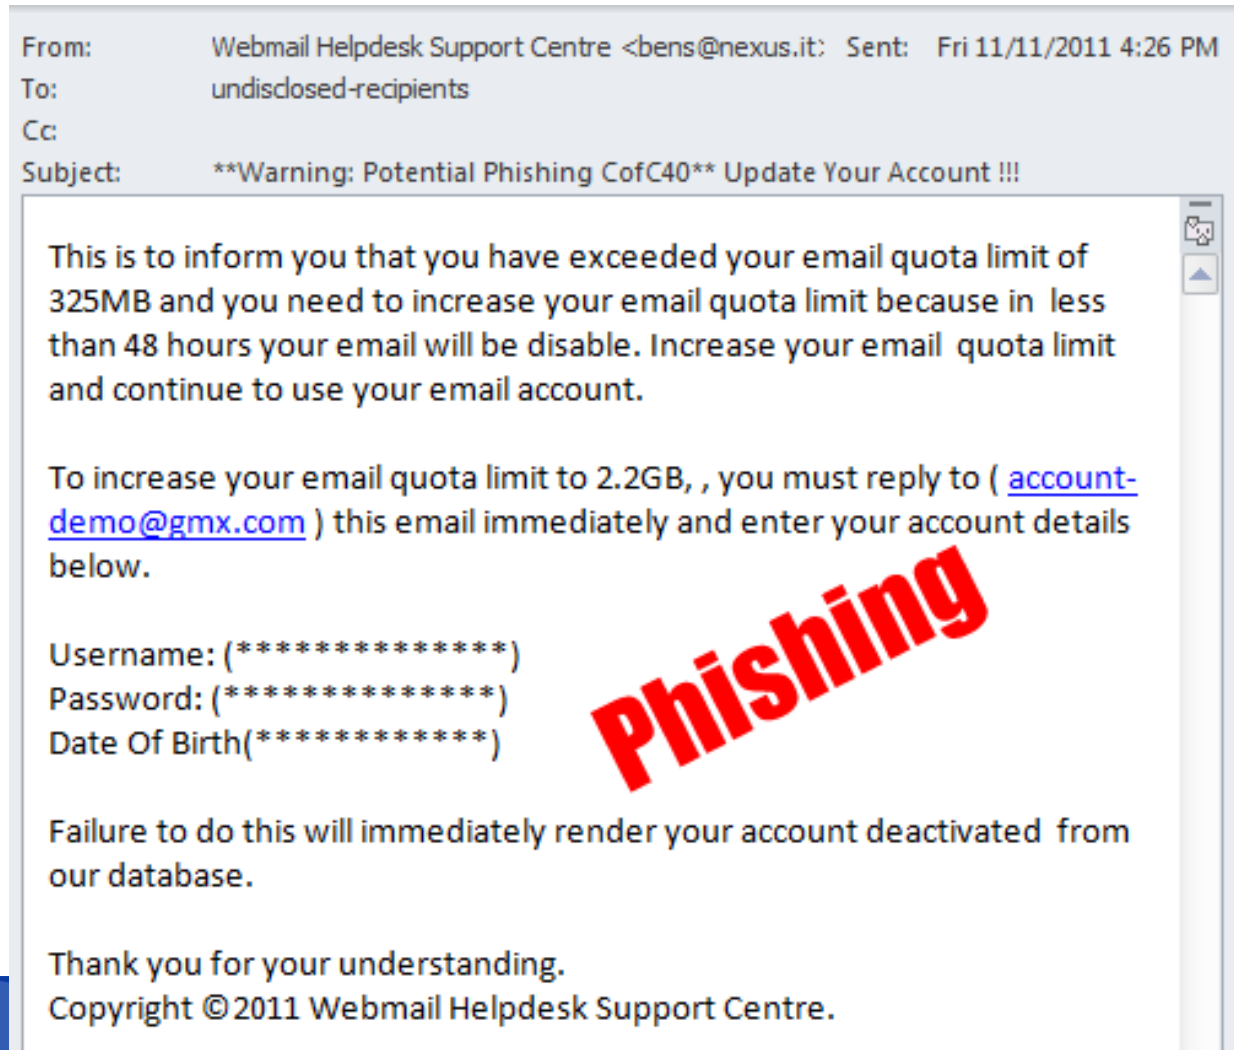 From: Webmail Helpdesk Support Centre <bens@nexus.it> Sent: Fri 11/11/2011 4:26 PM
To: undisclosed-recipients
Cc:
Subject: **Warning: Potential Phishing CofC40** Update Your Account !!!
This is to inform you that you have exceeded your email quota limit of
325MB and you need to increase your email quota limit because in less
than 48 hours your email will be disable. Increase your email quota limit
and continue to use your email account.
To increase your email quota limit to 2.2GB, , you must reply to ( account-
demo@gmx.com ) this email immediately and enter your account details
below.
Phishing
Username: (**************)
Password: (**************)
Date Of Birth(************)
Failure to do this will immediately render your account deactivated from
our database.
Thank you for your understanding.
Copyright ©2011 Webmail Helpdesk Support Centre.